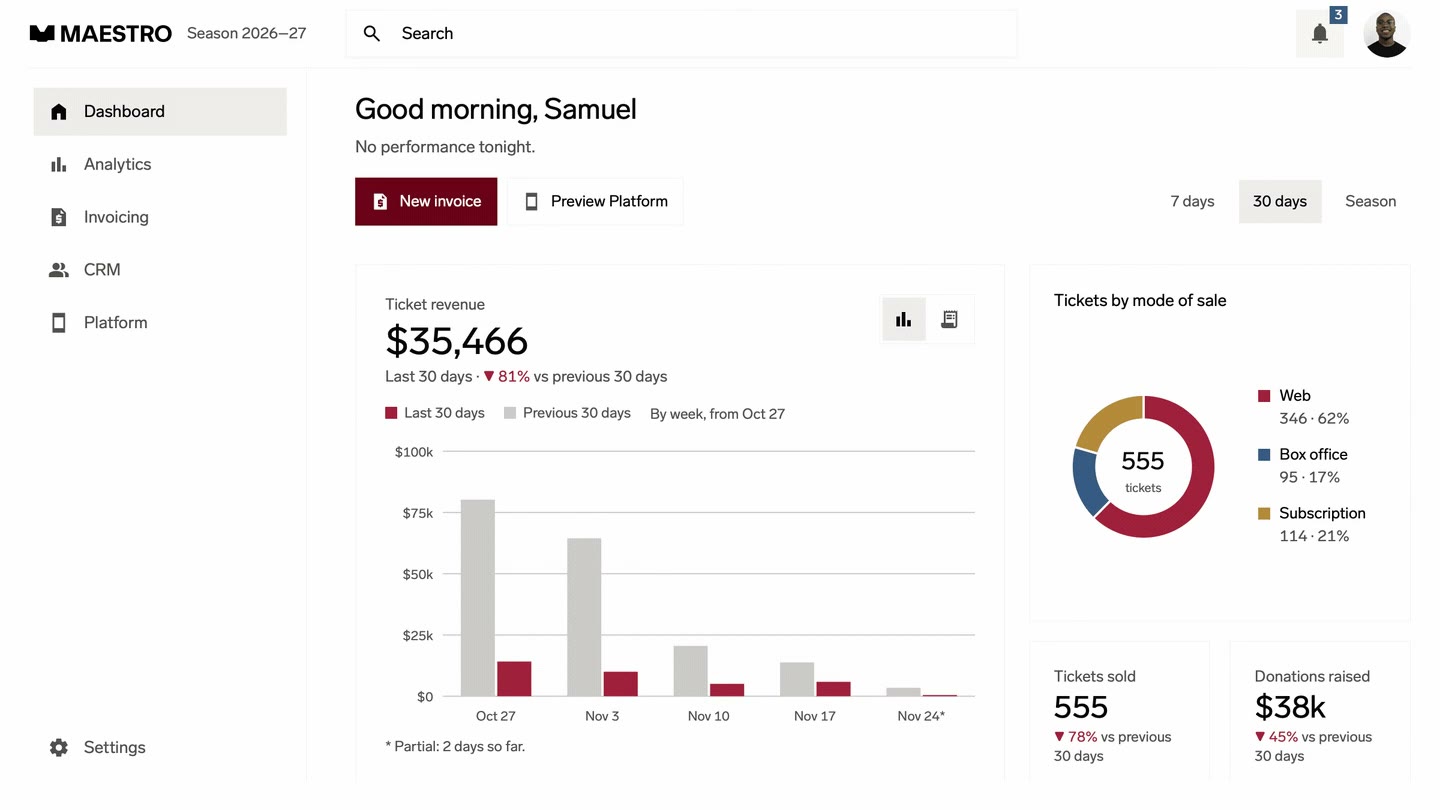 MAESTRO
Season 2026–27
Search
3
Dashboard
Analytics
Invoicing
CRM
Platform
Settings
Good morning, Samuel
No performance tonight.
New invoice
Preview Platform
7 days
30 days
Season
Ticket revenue
$35,466
Last 30 days · ▼ 81% vs previous 30 days
Last 30 days
Previous 30 days
By week, from Oct 27
$100k
$75k
$50k
$25k
$0
Oct 27
Nov 3
Nov 10
Nov 17
Nov 24*
* Partial: 2 days so far.
Tickets by mode of sale
555
tickets
Web
346 · 62%
Box office
95 · 17%
Subscription
114 · 21%
Tickets sold
555
▼ 78% vs previous
30 days
Donations raised
$38k
▼ 45% vs previous
30 days